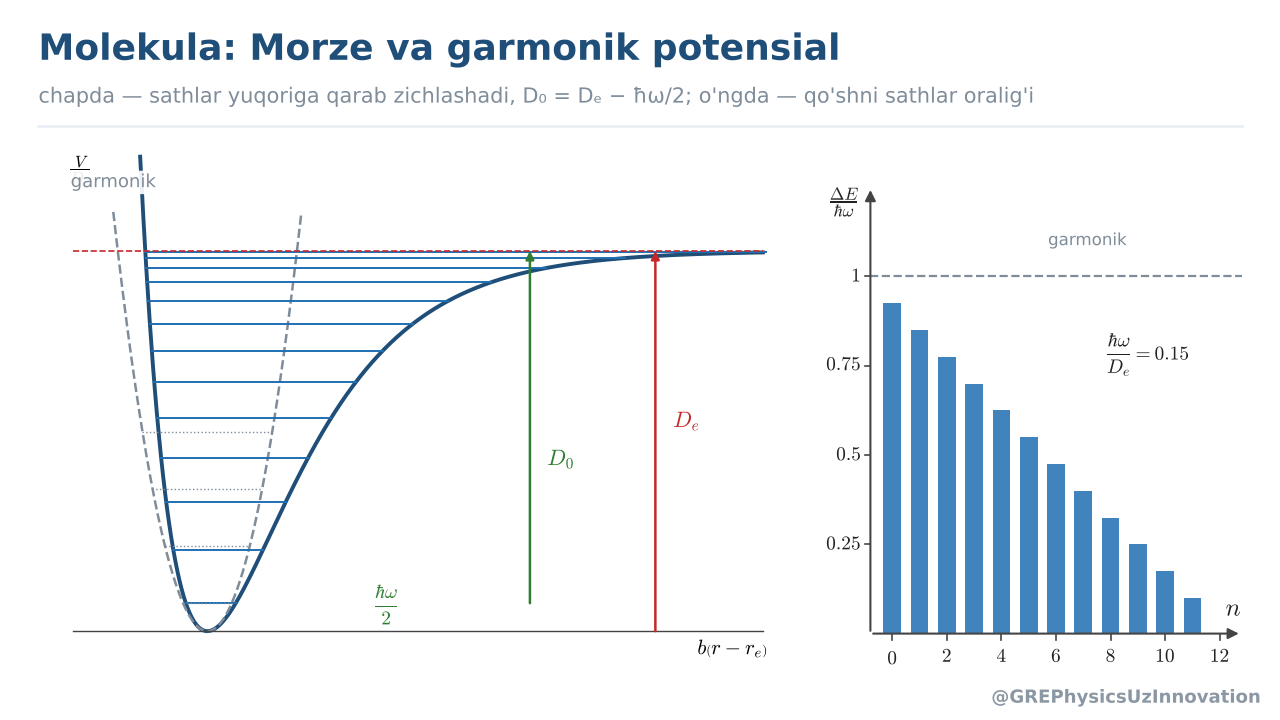 Molekula: Morze va garmonik potensial
chapda — sathlar yuqoriga qarab zichlashadi, D₀ = Dₑ − ħω/2; o'ngda — qo'shni sathlar oralig'i
V
garmonik
D₀
Dₑ
ħω/2
b(r − rₑ)
ΔE/ħω
garmonik
1
ħω/Dₑ = 0.15
0.75
0.5
0.25
n
0 2 4 6 8 10 12
@GREPhysicsUzInnovation